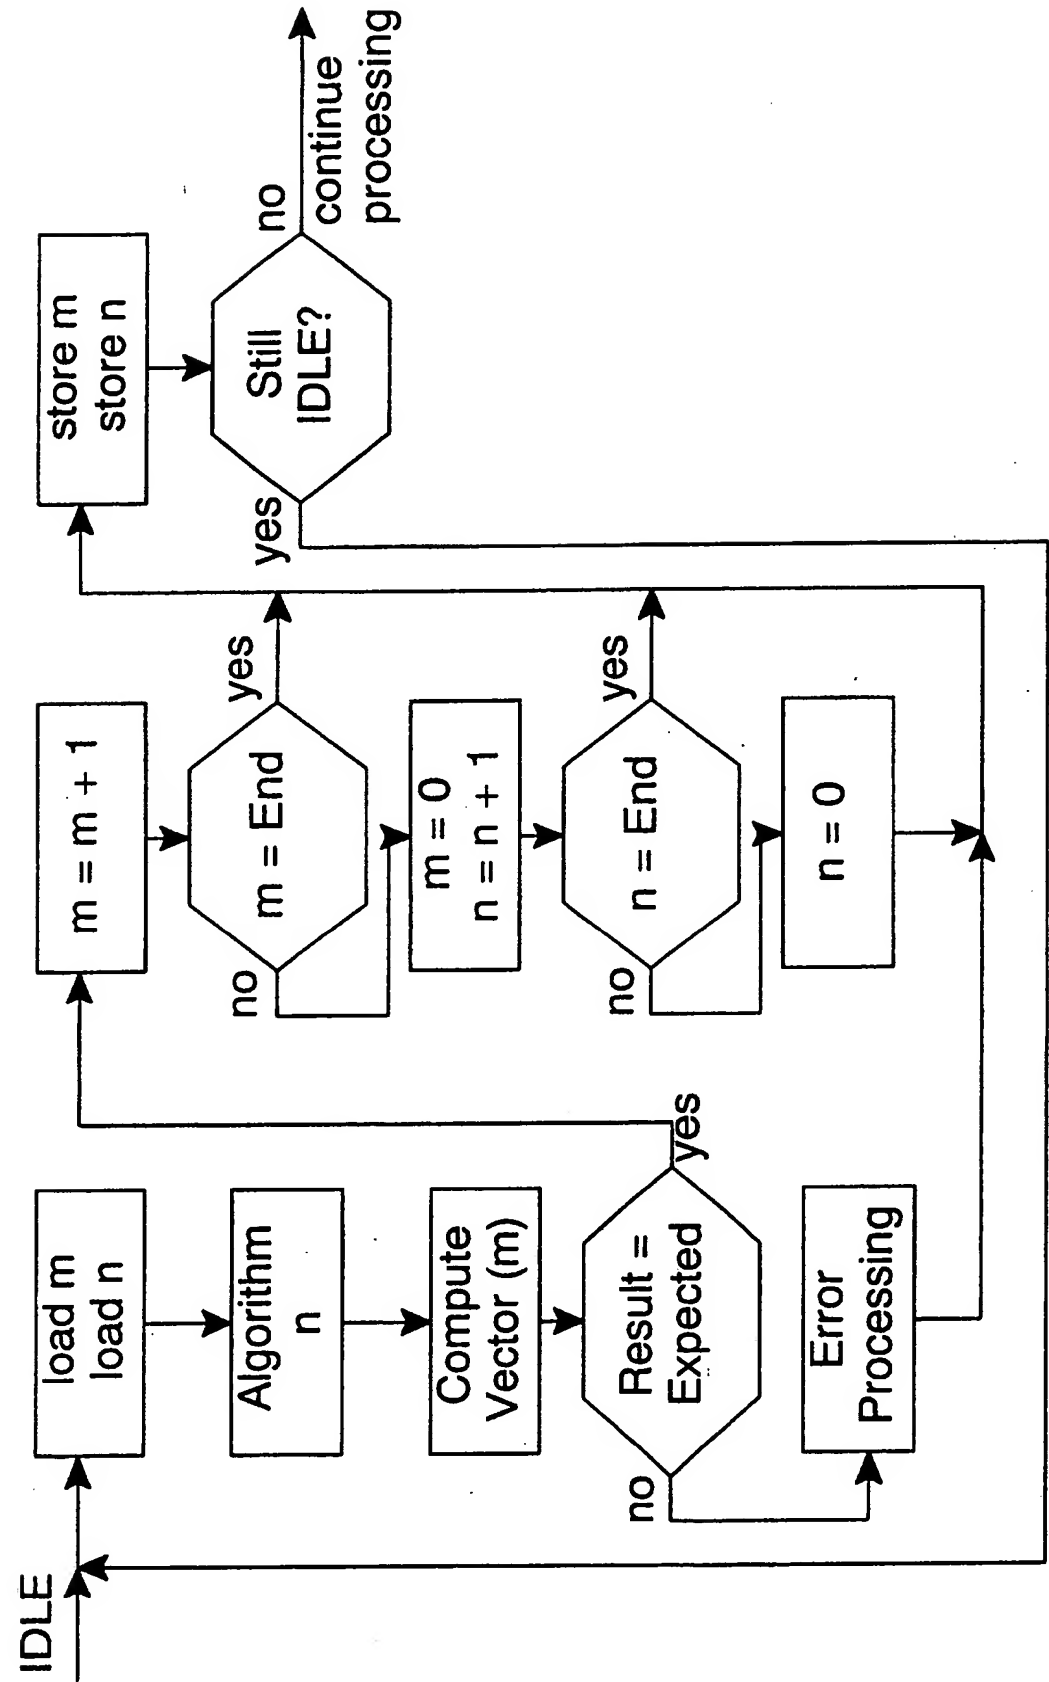 IDLE
load m
load n
Algorithm
n
Compute
Vector (m)
Result =
Expected
no
yes
Error
Processing
m = m + 1
m = End
no
yes
m = 0
n = n + 1
n = End
no
yes
n = 0
store m
store n
Still
IDLE?
yes
no
continue
processing